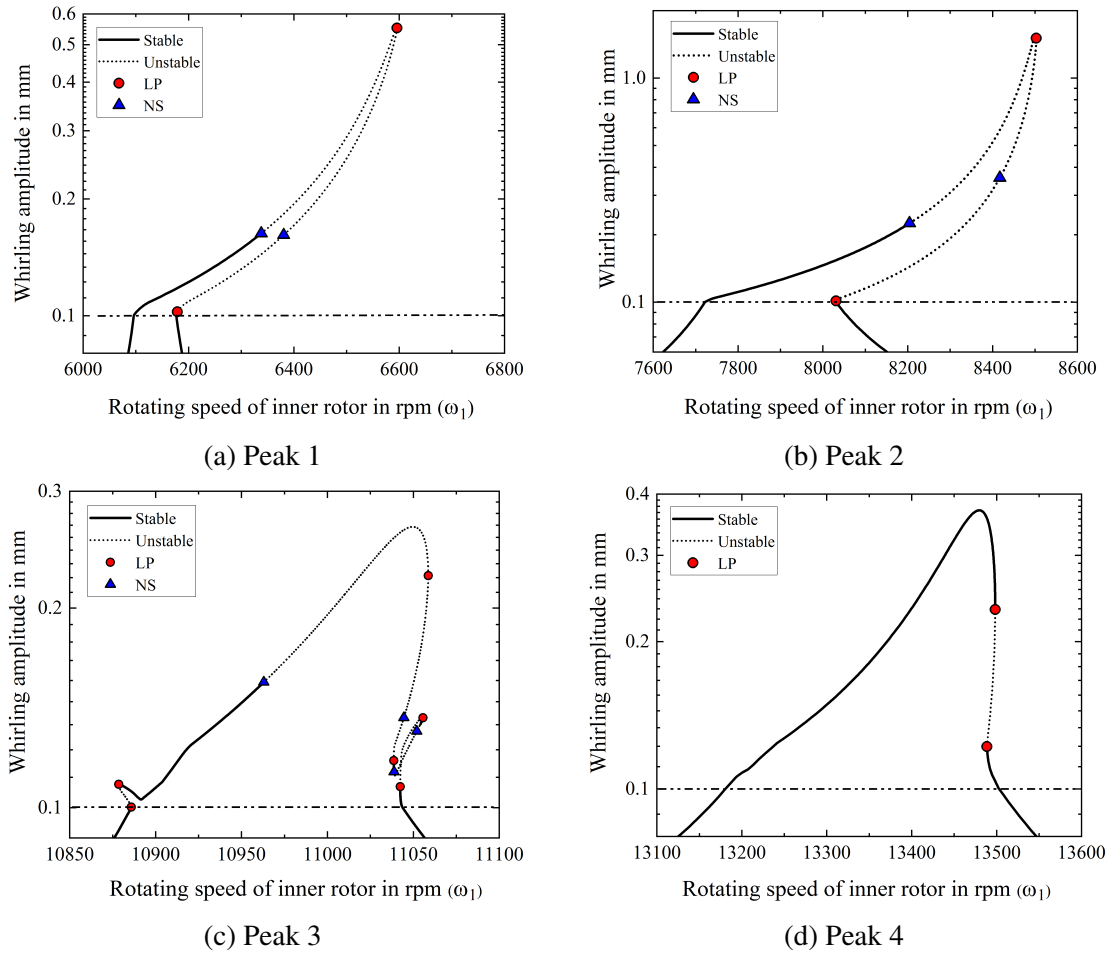 0.6
0.5
0.4
0.3
0.2
0.1
Whirling amplitude in mm
Stable
Unstable
LP
NS
6000 6200 6400 6600 6800
Rotating speed of inner rotor in rpm (ω₁)
(a) Peak 1
1.0
0.1
Whirling amplitude in mm
Stable
Unstable
LP
NS
7600 7800 8000 8200 8400 8600
Rotating speed of inner rotor in rpm (ω₁)
(b) Peak 2
0.3
0.2
0.1
Whirling amplitude in mm
Stable
Unstable
LP
NS
10850 10900 10950 11000 11050 11100
Rotating speed of inner rotor in rpm (ω₁)
(c) Peak 3
0.4
0.3
0.2
0.1
Whirling amplitude in mm
Stable
Unstable
LP
13100 13200 13300 13400 13500 13600
Rotating speed of inner rotor in rpm (ω₁)
(d) Peak 4